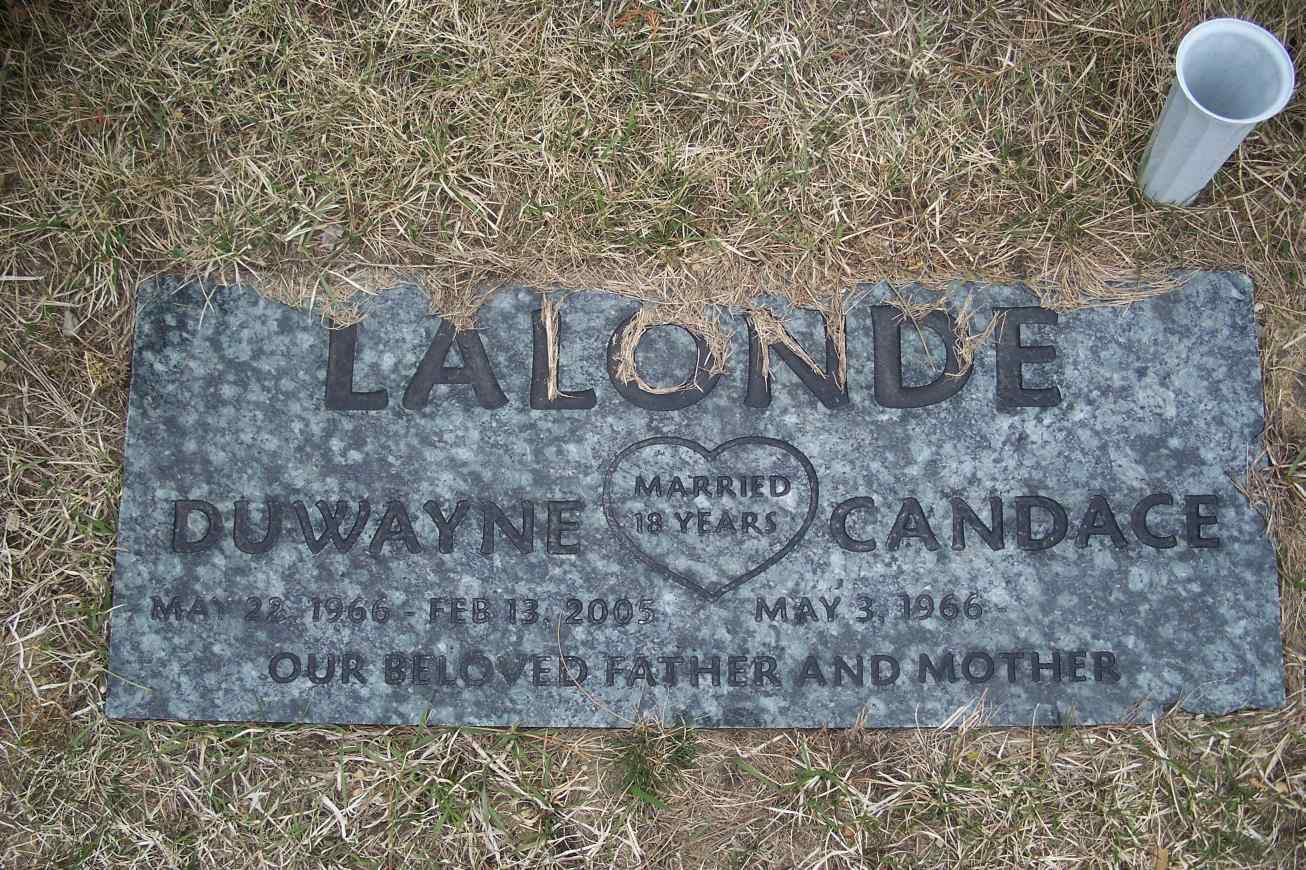 LALONDE
MARRIED
18 YEARS
DUWAYNE CANDACE
MAY 22, 1966 - FEB 13, 2005 MAY 3, 1966 -
OUR BELOVED FATHER AND MOTHER